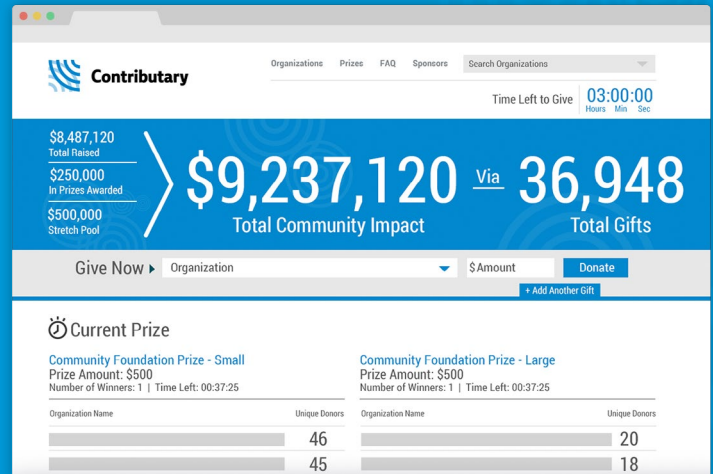 Contributary
Organizations Prizes FAQ Sponsors Search Organizations
Time Left to Give 03:00:00
Hours Min Sec
$8,487,120
Total Raised
$250,000
In Prizes Awarded
$500,000
Stretch Pool
$9,237,120 Via 36,948
Total Community Impact Total Gifts
Give Now Organization $Amount Donate
+ Add Another Gift
Current Prize
Community Foundation Prize - Small
Prize Amount: $500
Number of Winners: 1 | Time Left: 00:37:25
Organization Name Unique Donors
46
45
Community Foundation Prize - Large
Prize Amount: $500
Number of Winners: 1 | Time Left: 00:37:25
Organization Name Unique Donors
20
18